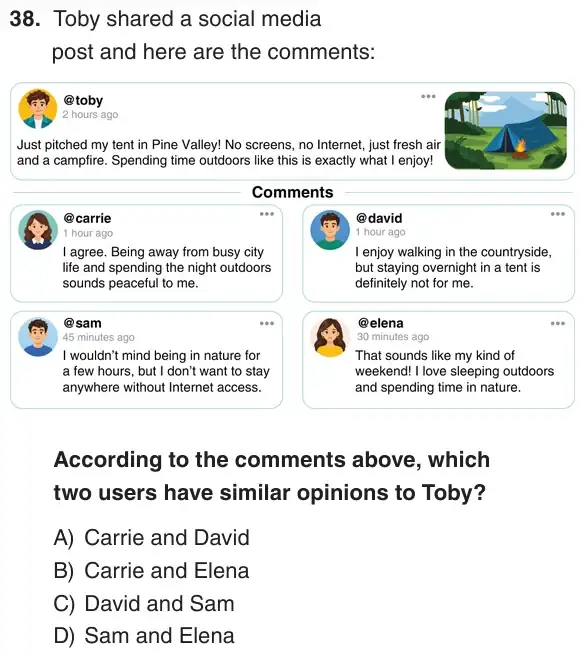 38. Toby shared a social media
post and here are the comments:
@toby
2 hours ago
Just pitched my tent in Pine Valley! No screens, no Internet, just fresh air
and a campfire. Spending time outdoors like this is exactly what I enjoy!
Comments
@carrie
1 hour ago
I agree. Being away from busy city
life and spending the night outdoors
sounds peaceful to me.
@david
1 hour ago
I enjoy walking in the countryside,
but staying overnight in a tent is
definitely not for me.
@sam
45 minutes ago
I wouldn't mind being in nature for
a few hours, but I don't want to stay
anywhere without Internet access.
@elena
30 minutes ago
That sounds like my kind of
weekend! I love sleeping outdoors
and spending time in nature.
According to the comments above, which
two users have similar opinions to Toby?
A) Carrie and David
B) Carrie and Elena
C) David and Sam
D) Sam and Elena